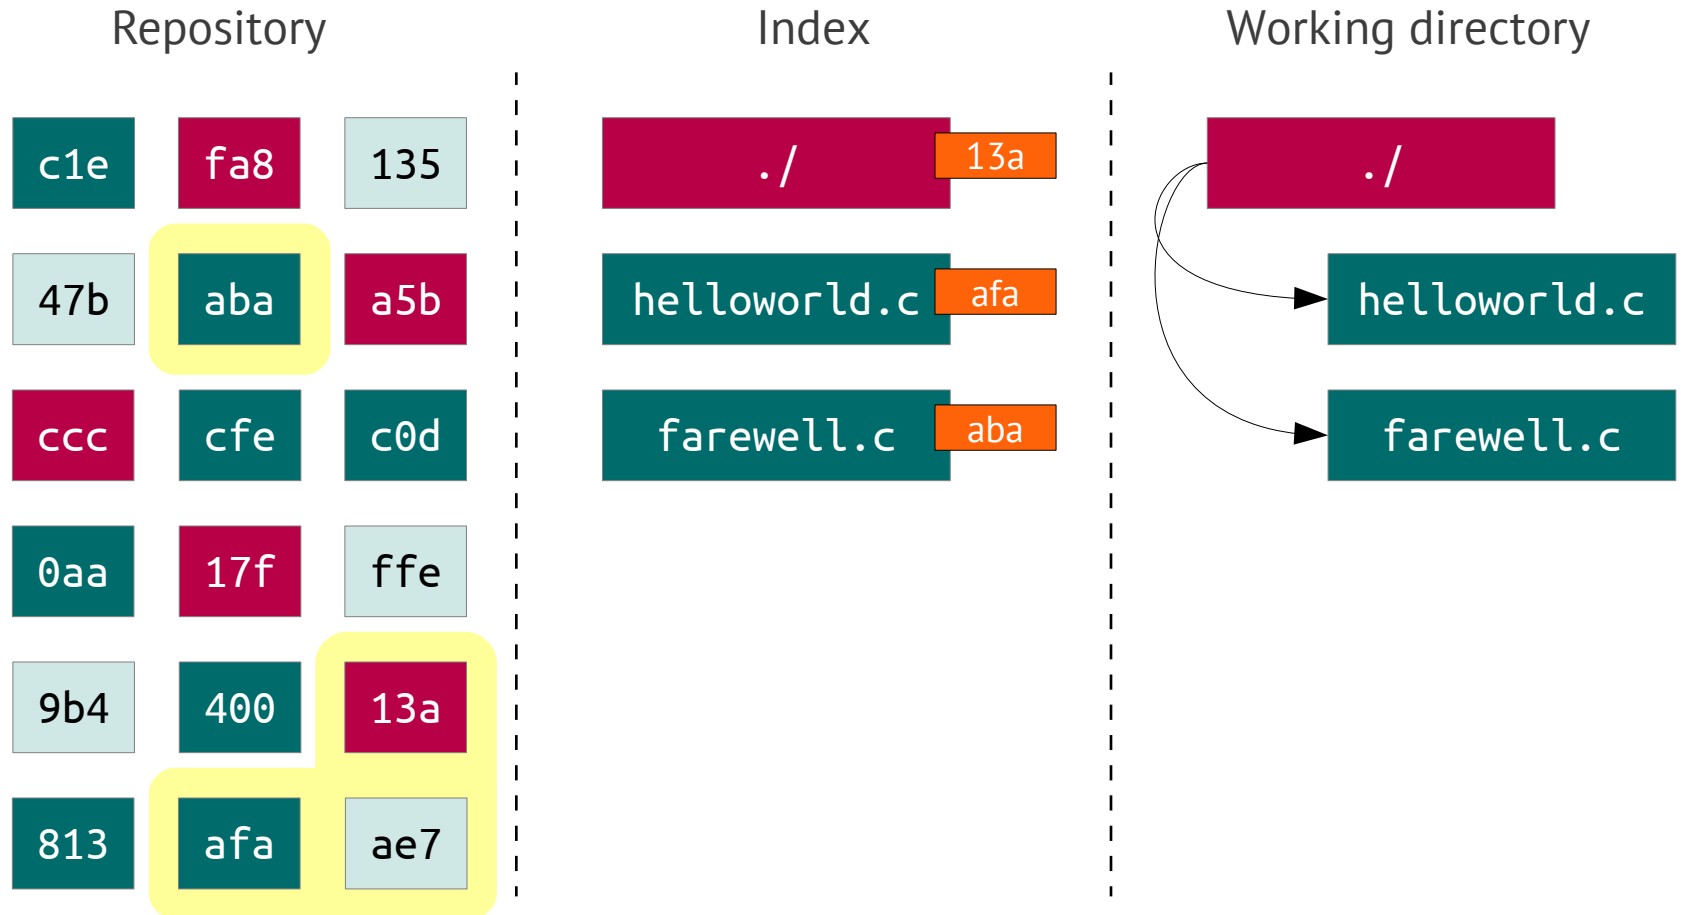 Repository Index Working directory
c1e fa8 135 ./ 13a ./
47b aba a5b helloworld.c afa helloworld.c
ccc cfe c0d farewell.c aba farewell.c
0aa 17f ffe
9b4 400 13a
813 afa ae7